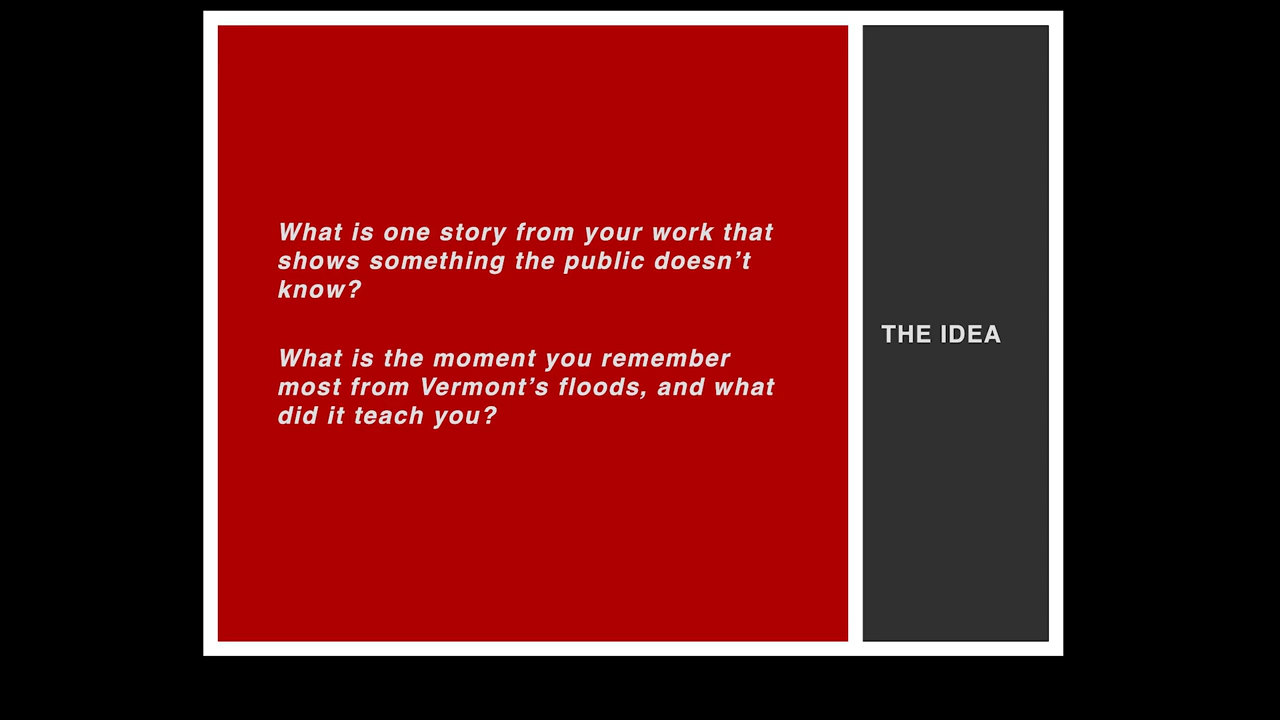 What is one story from your work that
shows something the public doesn’t
know?
What is the moment you remember
most from Vermont’s floods, and what
did it teach you?
THE IDEA